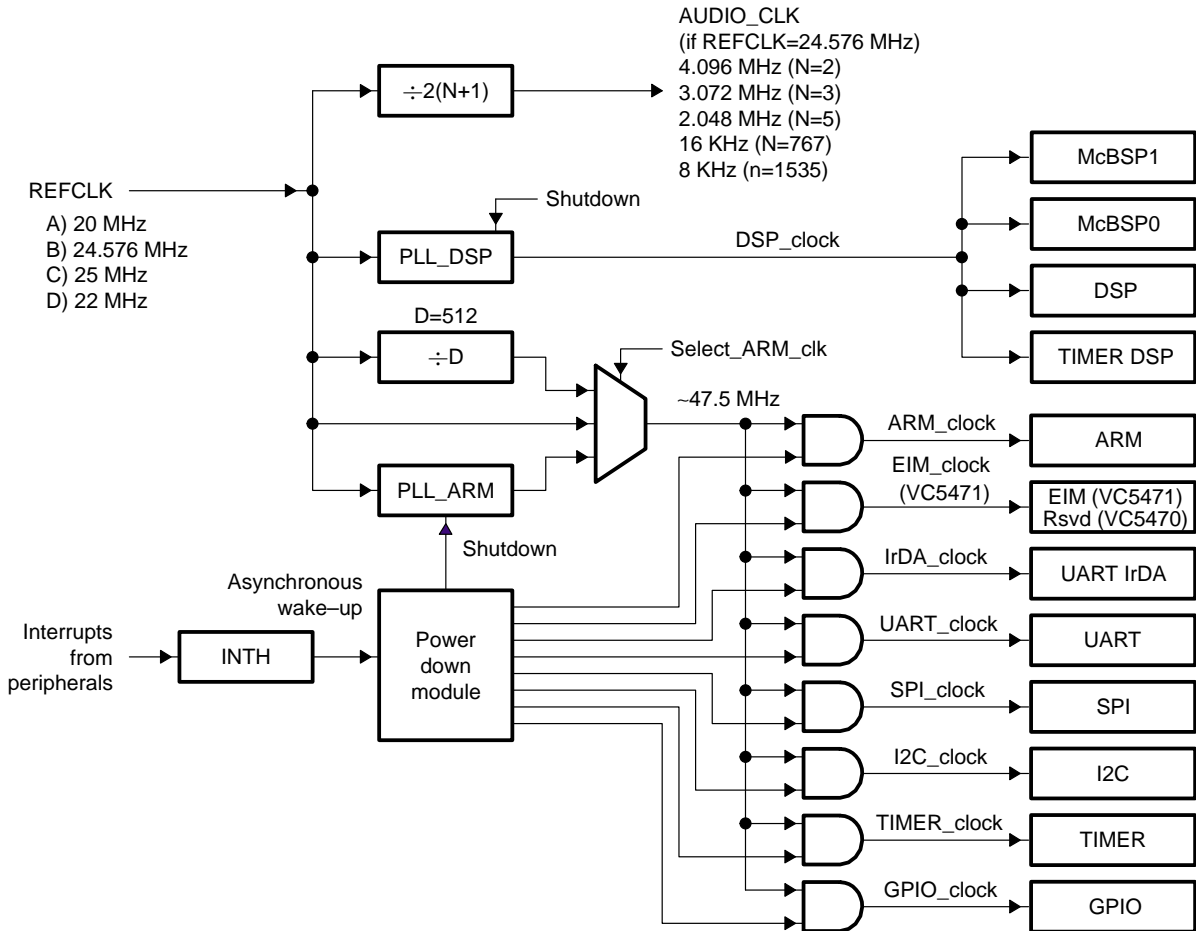 AUDIO_CLK
(if REFCLK=24.576 MHz)
4.096 MHz (N=2)
3.072 MHz (N=3)
2.048 MHz (N=5)
16 KHz (N=767)
8 KHz (n=1535)
÷2(N+1)
REFCLK
A) 20 MHz
B) 24.576 MHz
C) 25 MHz
D) 22 MHz
Shutdown
PLL_DSP
DSP_clock
McBSP1
McBSP0
DSP
TIMER DSP
D=512
÷D
Select_ARM_clk
~47.5 MHz
PLL_ARM
Shutdown
ARM_clock
ARM
EIM_clock
(VC5471)
EIM (VC5471)
Rsvd (VC5470)
IrDA_clock
UART IrDA
Asynchronous
wake–up
Interrupts
from
peripherals
INTH
Power
down
module
UART_clock
UART
SPI_clock
SPI
I2C_clock
I2C
TIMER_clock
TIMER
GPIO_clock
GPIO